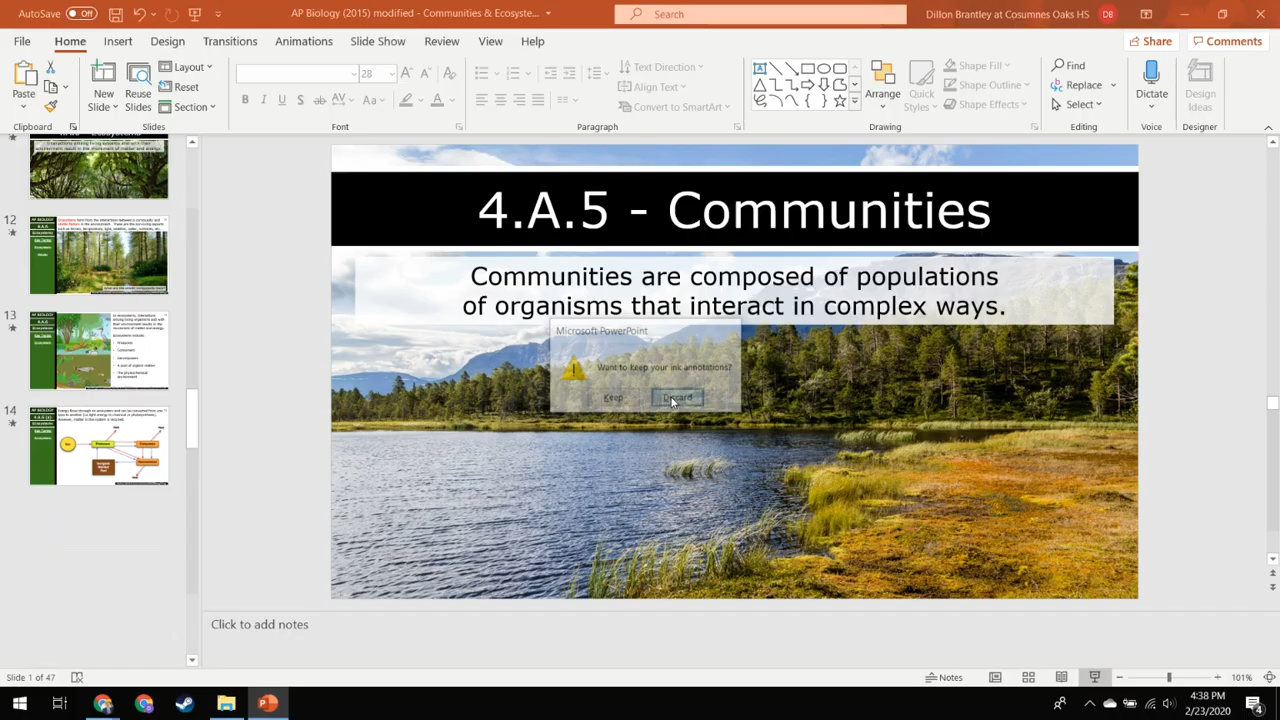 AutoSave Off
AP Biology (2015) modified - Communities & Ecosyste...
Search
Dillon Brantley at Cosumnes Oaks HS
DB
File Home Insert Design Transitions Animations Slide Show Review View Help
Share Comments
Paste
New
Slide
Reuse
Slides
Layout
Reset
Section
28
Text Direction
Align Text
Convert to SmartArt
Arrange
Quick
Styles
Shape Fill
Shape Outline
Shape Effects
Find
Replace
Select
Dictate
Design
Ideas
Clipboard Slides Font Paragraph Drawing Editing Voice Designer
12
13
14
4.A.5 - Communities
Communities are composed of populations
of organisms that interact in complex ways.
Microsoft PowerPoint
Want to keep your ink annotations?
Keep Discard
Click to add notes
Slide 1 of 47
Notes
101%
4:38 PM
2/23/2020
4